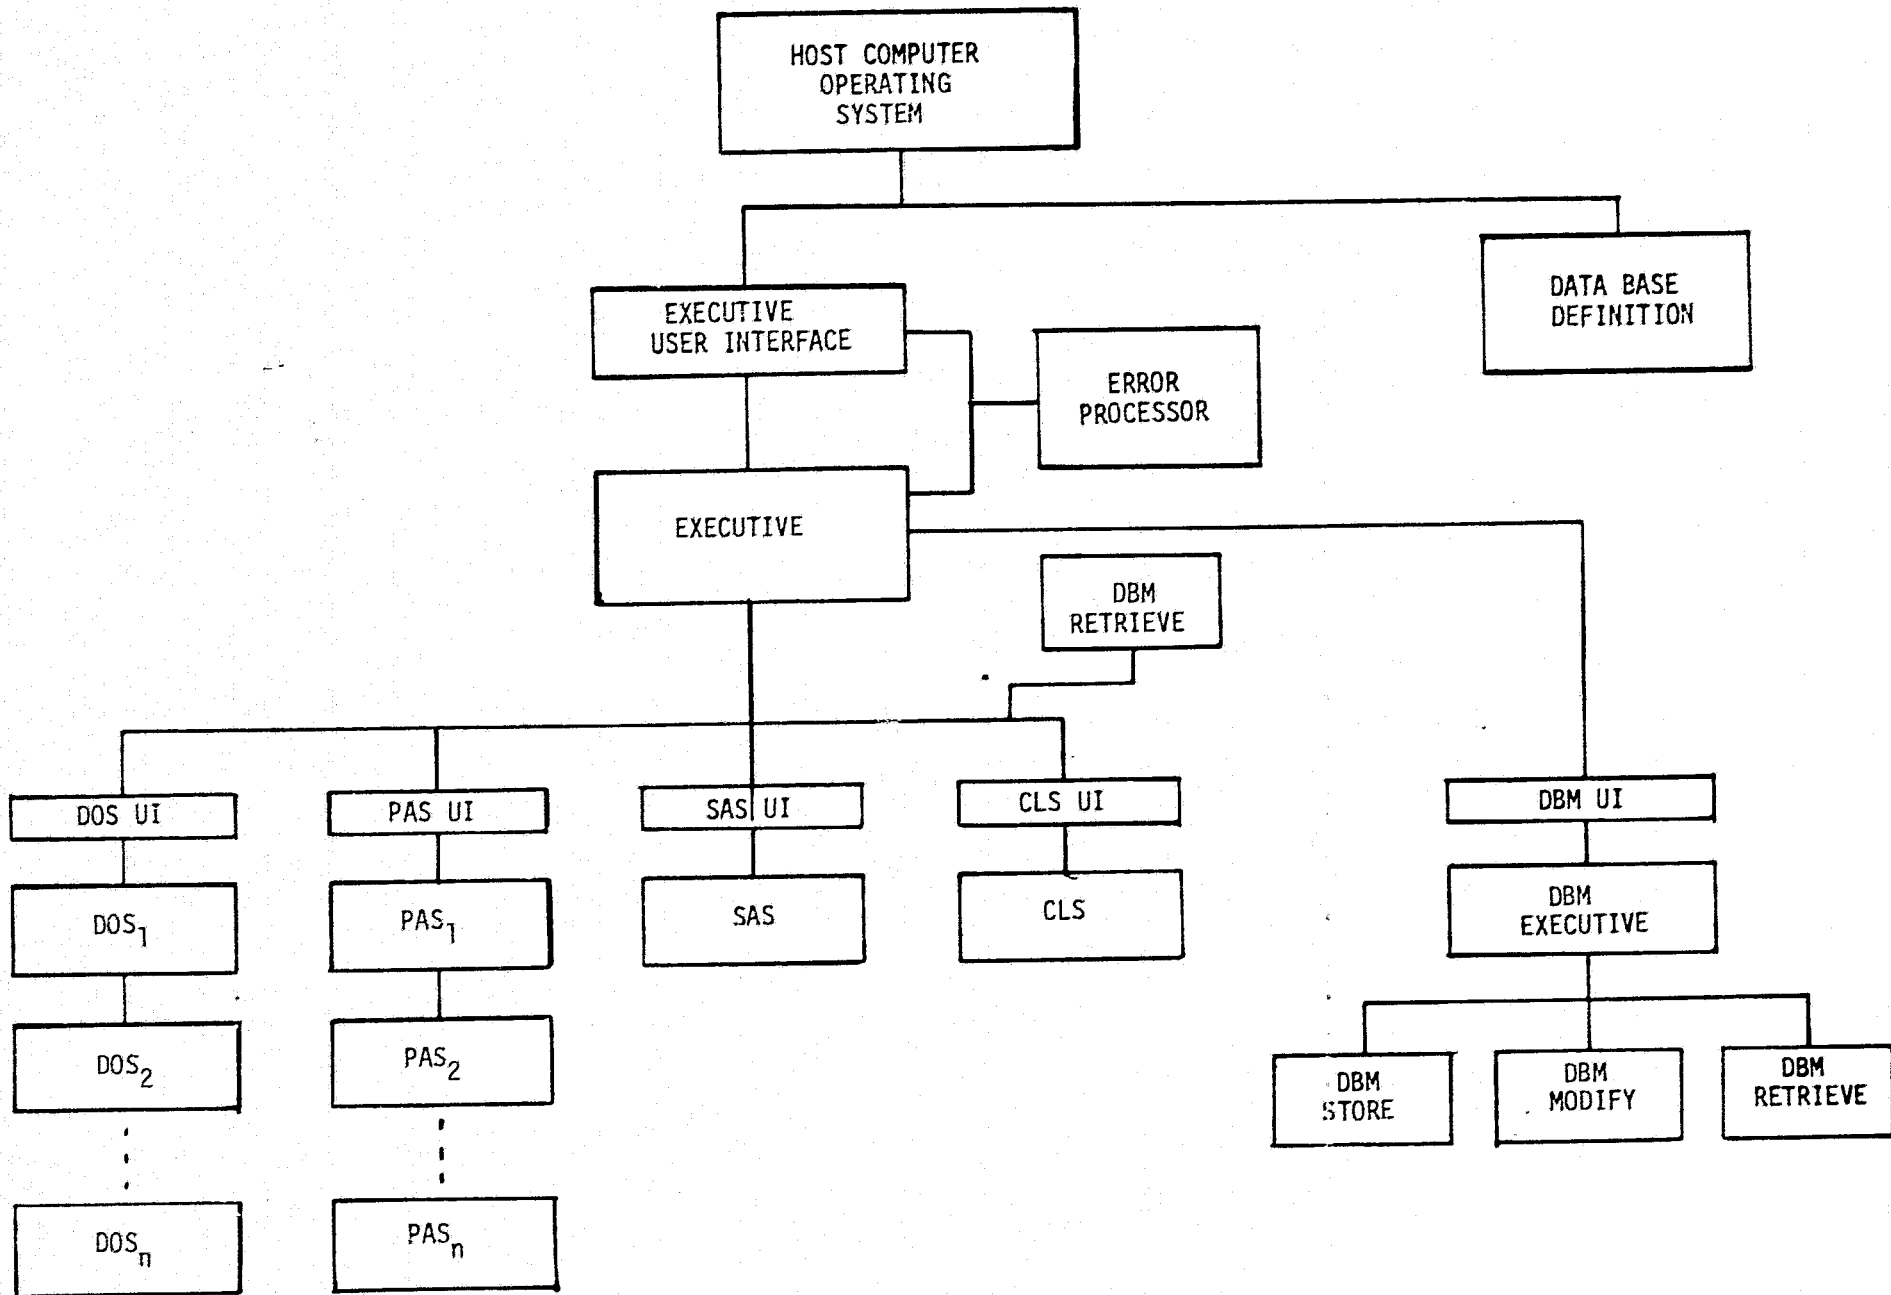 HOST COMPUTER
OPERATING
SYSTEM
DATA BASE
DEFINITION
EXECUTIVE
USER INTERFACE
ERROR
PROCESSOR
EXECUTIVE
DBM
RETRIEVE
DOS UI
PAS UI
SAS UI
CLS UI
DBM UI
DOS₁
PAS₁
SAS
CLS
DBM
EXECUTIVE
DOS₂
PAS₂
DBM
STORE
DBM
MODIFY
DBM
RETRIEVE
DOSₙ
PASₙ